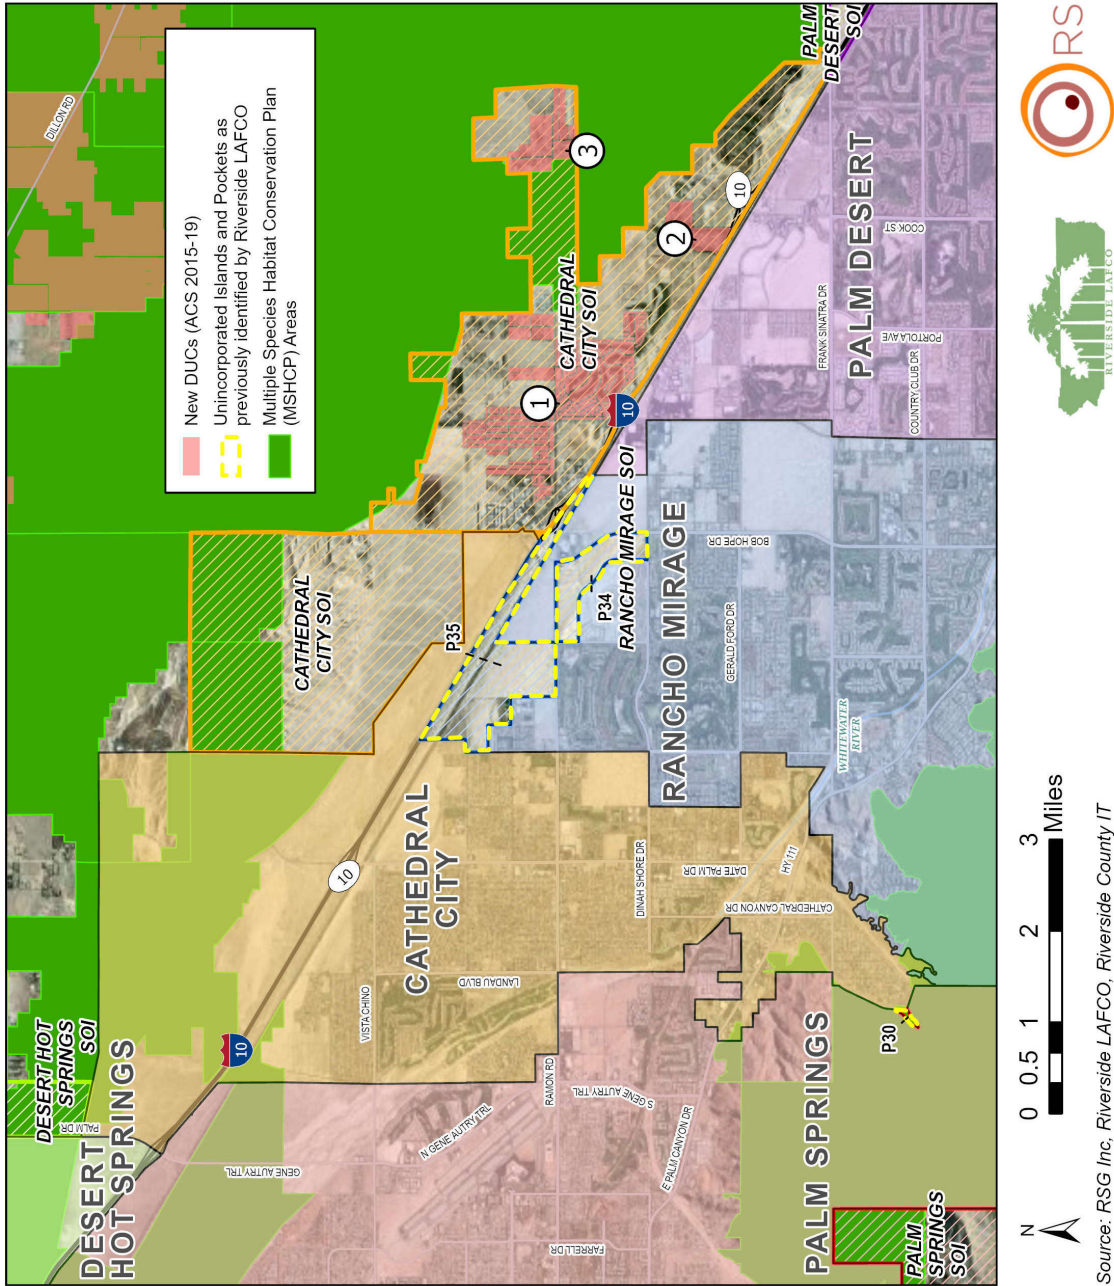 DILLON RD
New DUCs (ACS 2015-19)
Unincorporated Islands and Pockets as
previously identified by Riverside LAFCO
Multiple Species Habitat Conservation Plan
(MSHCP) Areas
DESERT HOT
SPRINGS
SOI
DESERT
HOT SPRINGS
PALM DR
10
GENE AUTRY TRL
N GENE AUTRY TRL
VISTA CHINO
LANDAU BLVD
10
CATHEDRAL
CITY
CATHEDRAL
CITY SOI
P35
CATHEDRAL
CITY SOI
1
2
3
10
10
PALM
DESERT
SOI
RAMON RD
S GENE AUTRY TRL
E PALM CANYON DR
FARRELL DR
DINAH SHORE DR
DATE PALM DR
HY 111
CATHEDRAL CANYON DR
P34
RANCHO MIRAGE SOI
RANCHO MIRAGE
BOB HOPE DR
GERALD FORD DR
WHITEWATER
RIVER
FRANK SINATRA DR
COOK ST
PORTOLA AVE
COUNTRY CLUB DR
PALM DESERT
PALM SPRINGS
P30
PALM
SPRINGS
SOI
N
0 0.5 1 2 3
Miles
Source: RSG Inc, Riverside LAFCO, Riverside County IT
RIVERSIDE LAFCO
RS